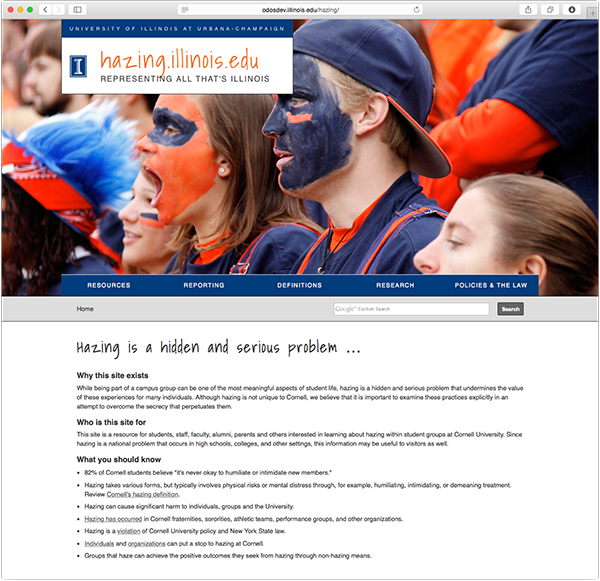 odosdev.illinois.edu/hazing/
UNIVERSITY OF ILLINOIS AT URBANA-CHAMPAIGN
I
hazing.illinois.edu
REPRESENTING ALL THAT'S ILLINOIS
RESOURCES
REPORTING
DEFINITIONS
RESEARCH
POLICIES & THE LAW
Home
Google™ Custom Search
Search
Hazing is a hidden and serious problem ...
Why this site exists
While being part of a campus group can be one of the most meaningful aspects of student life, hazing is a hidden and serious problem that undermines the value
of these experiences for many individuals. Although hazing is not unique to Cornell, we believe that it is important to examine these practices explicitly in an
attempt to overcome the secrecy that perpetuates them.
Who is this site for
This site is a resource for students, staff, faculty, alumni, parents and others interested in learning about hazing within student groups at Cornell University. Since
hazing is a national problem that occurs in high schools, colleges, and other settings, this information may be useful to visitors as well.
What you should know
• 82% of Cornell students believe "it's never okay to humiliate or intimidate new members."
• Hazing takes various forms, but typically involves physical risks or mental distress through, for example, humiliating, intimidating, or demeaning treatment.
Review Cornell's hazing definition.
• Hazing can cause significant harm to individuals, groups and the University.
• Hazing has occurred in Cornell fraternities, sororities, athletic teams, performance groups, and other organizations.
• Hazing is a violation of Cornell University policy and New York State law.
• Individuals and organizations can put a stop to hazing at Cornell.
• Groups that haze can achieve the positive outcomes they seek from hazing through non-hazing means.